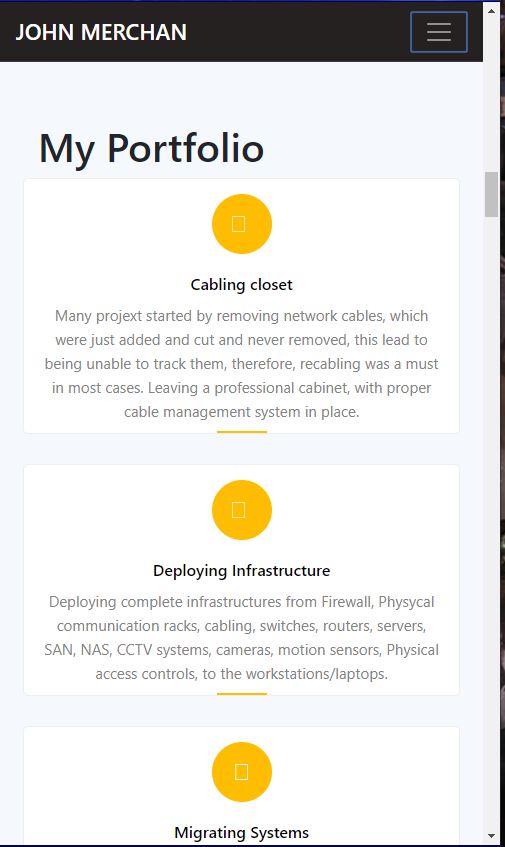 JOHN MERCHAN
My Portfolio
Cabling closet
Many projext started by removing network cables, which
were just added and cut and never removed, this lead to
being unable to track them, therefore, recabling was a must
in most cases. Leaving a professional cabinet, with proper
cable management system in place.
Deploying Infrastructure
Deploying complete infrastructures from Firewall, Physycal
communication racks, cabling, switches, routers, servers,
SAN, NAS, CCTV systems, cameras, motion sensors, Physical
access controls, to the workstations/laptops.
Migrating Systems